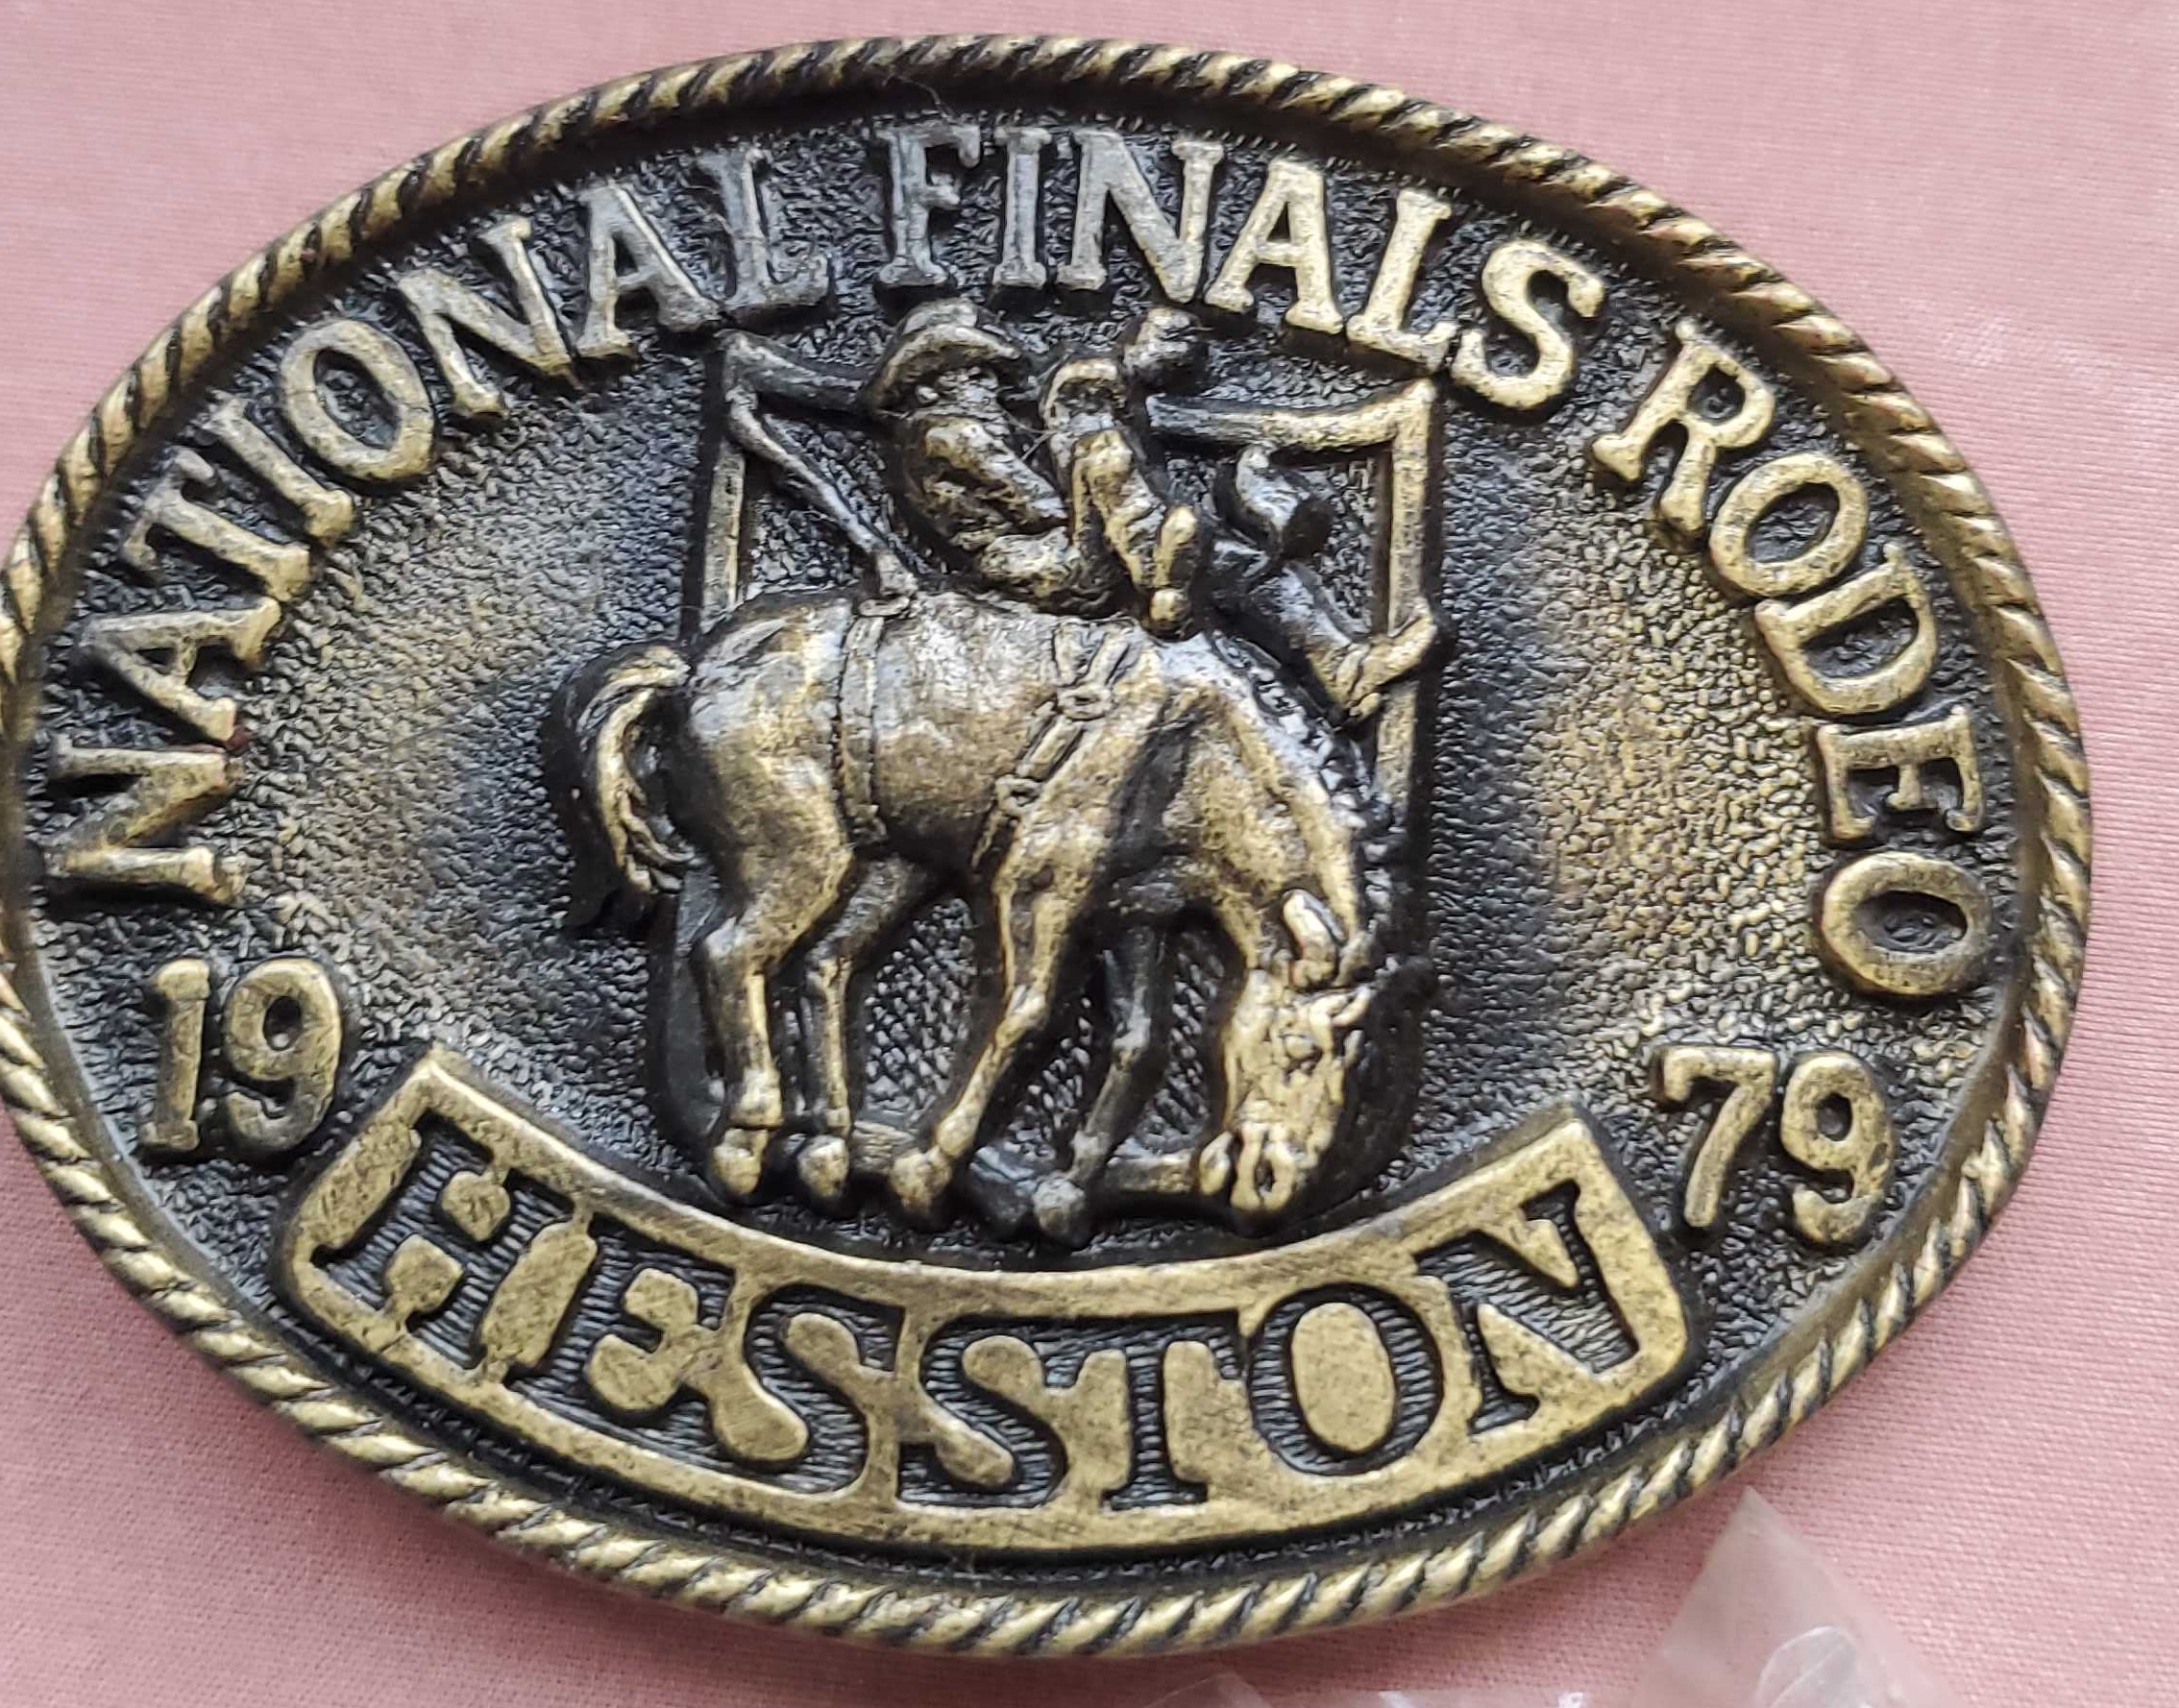 NATIONAL FINALS RODEO
19 79
HESSTON